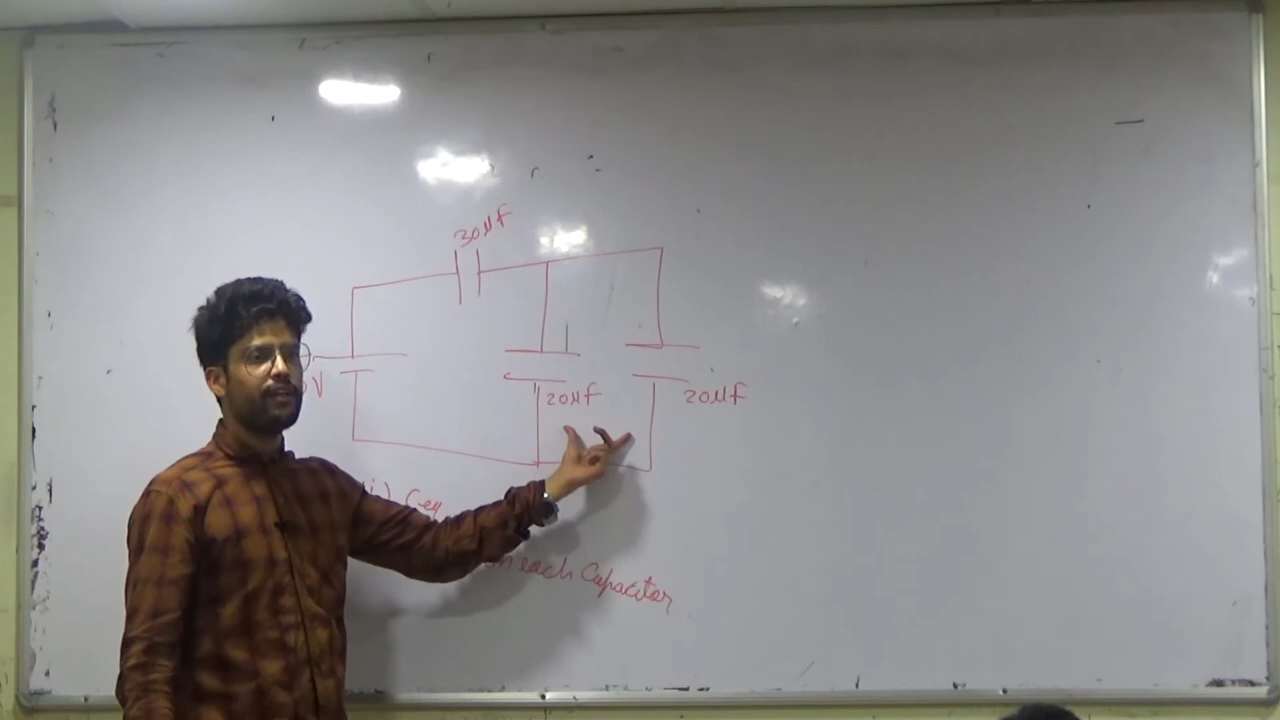 30μf
V
20μf
20μf
i) Ceq
each Capacitor